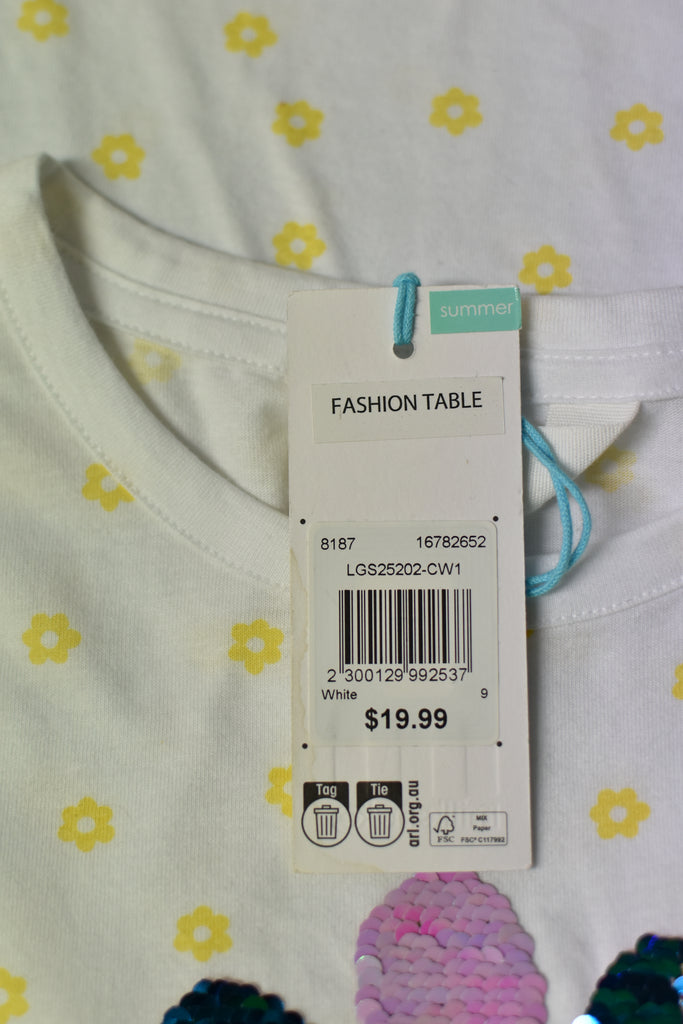 summer
FASHION TABLE
8187 16782652
LGS25202-CW1
2 300129 992537
White 9
$19.99
Tag Tie
arl.org.au
FSC
MIX
Paper
FSC® C117992